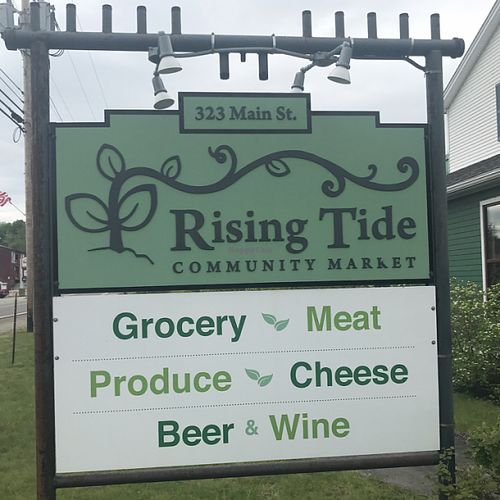 323 Main St.
Rising Tide
COMMUNITY MARKET
Grocery Meat
Produce Cheese
Beer & Wine